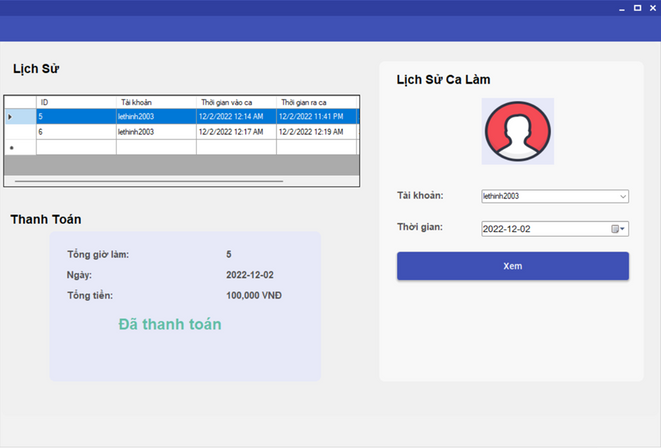 Lịch Sử
ID Tài khoản Thời gian vào ca Thời gian ra ca
5 lethinh2003 12/2/2022 12:14 AM 12/2/2022 11:41 PM
6 lethinh2003 12/2/2022 12:17 AM 12/2/2022 12:19 AM
Thanh Toán
Tổng giờ làm: 5
Ngày: 2022-12-02
Tổng tiền: 100,000 VNĐ
Đã thanh toán
Lịch Sử Ca Làm
Tài khoản: lethinh2003
Thời gian: 2022-12-02
Xem